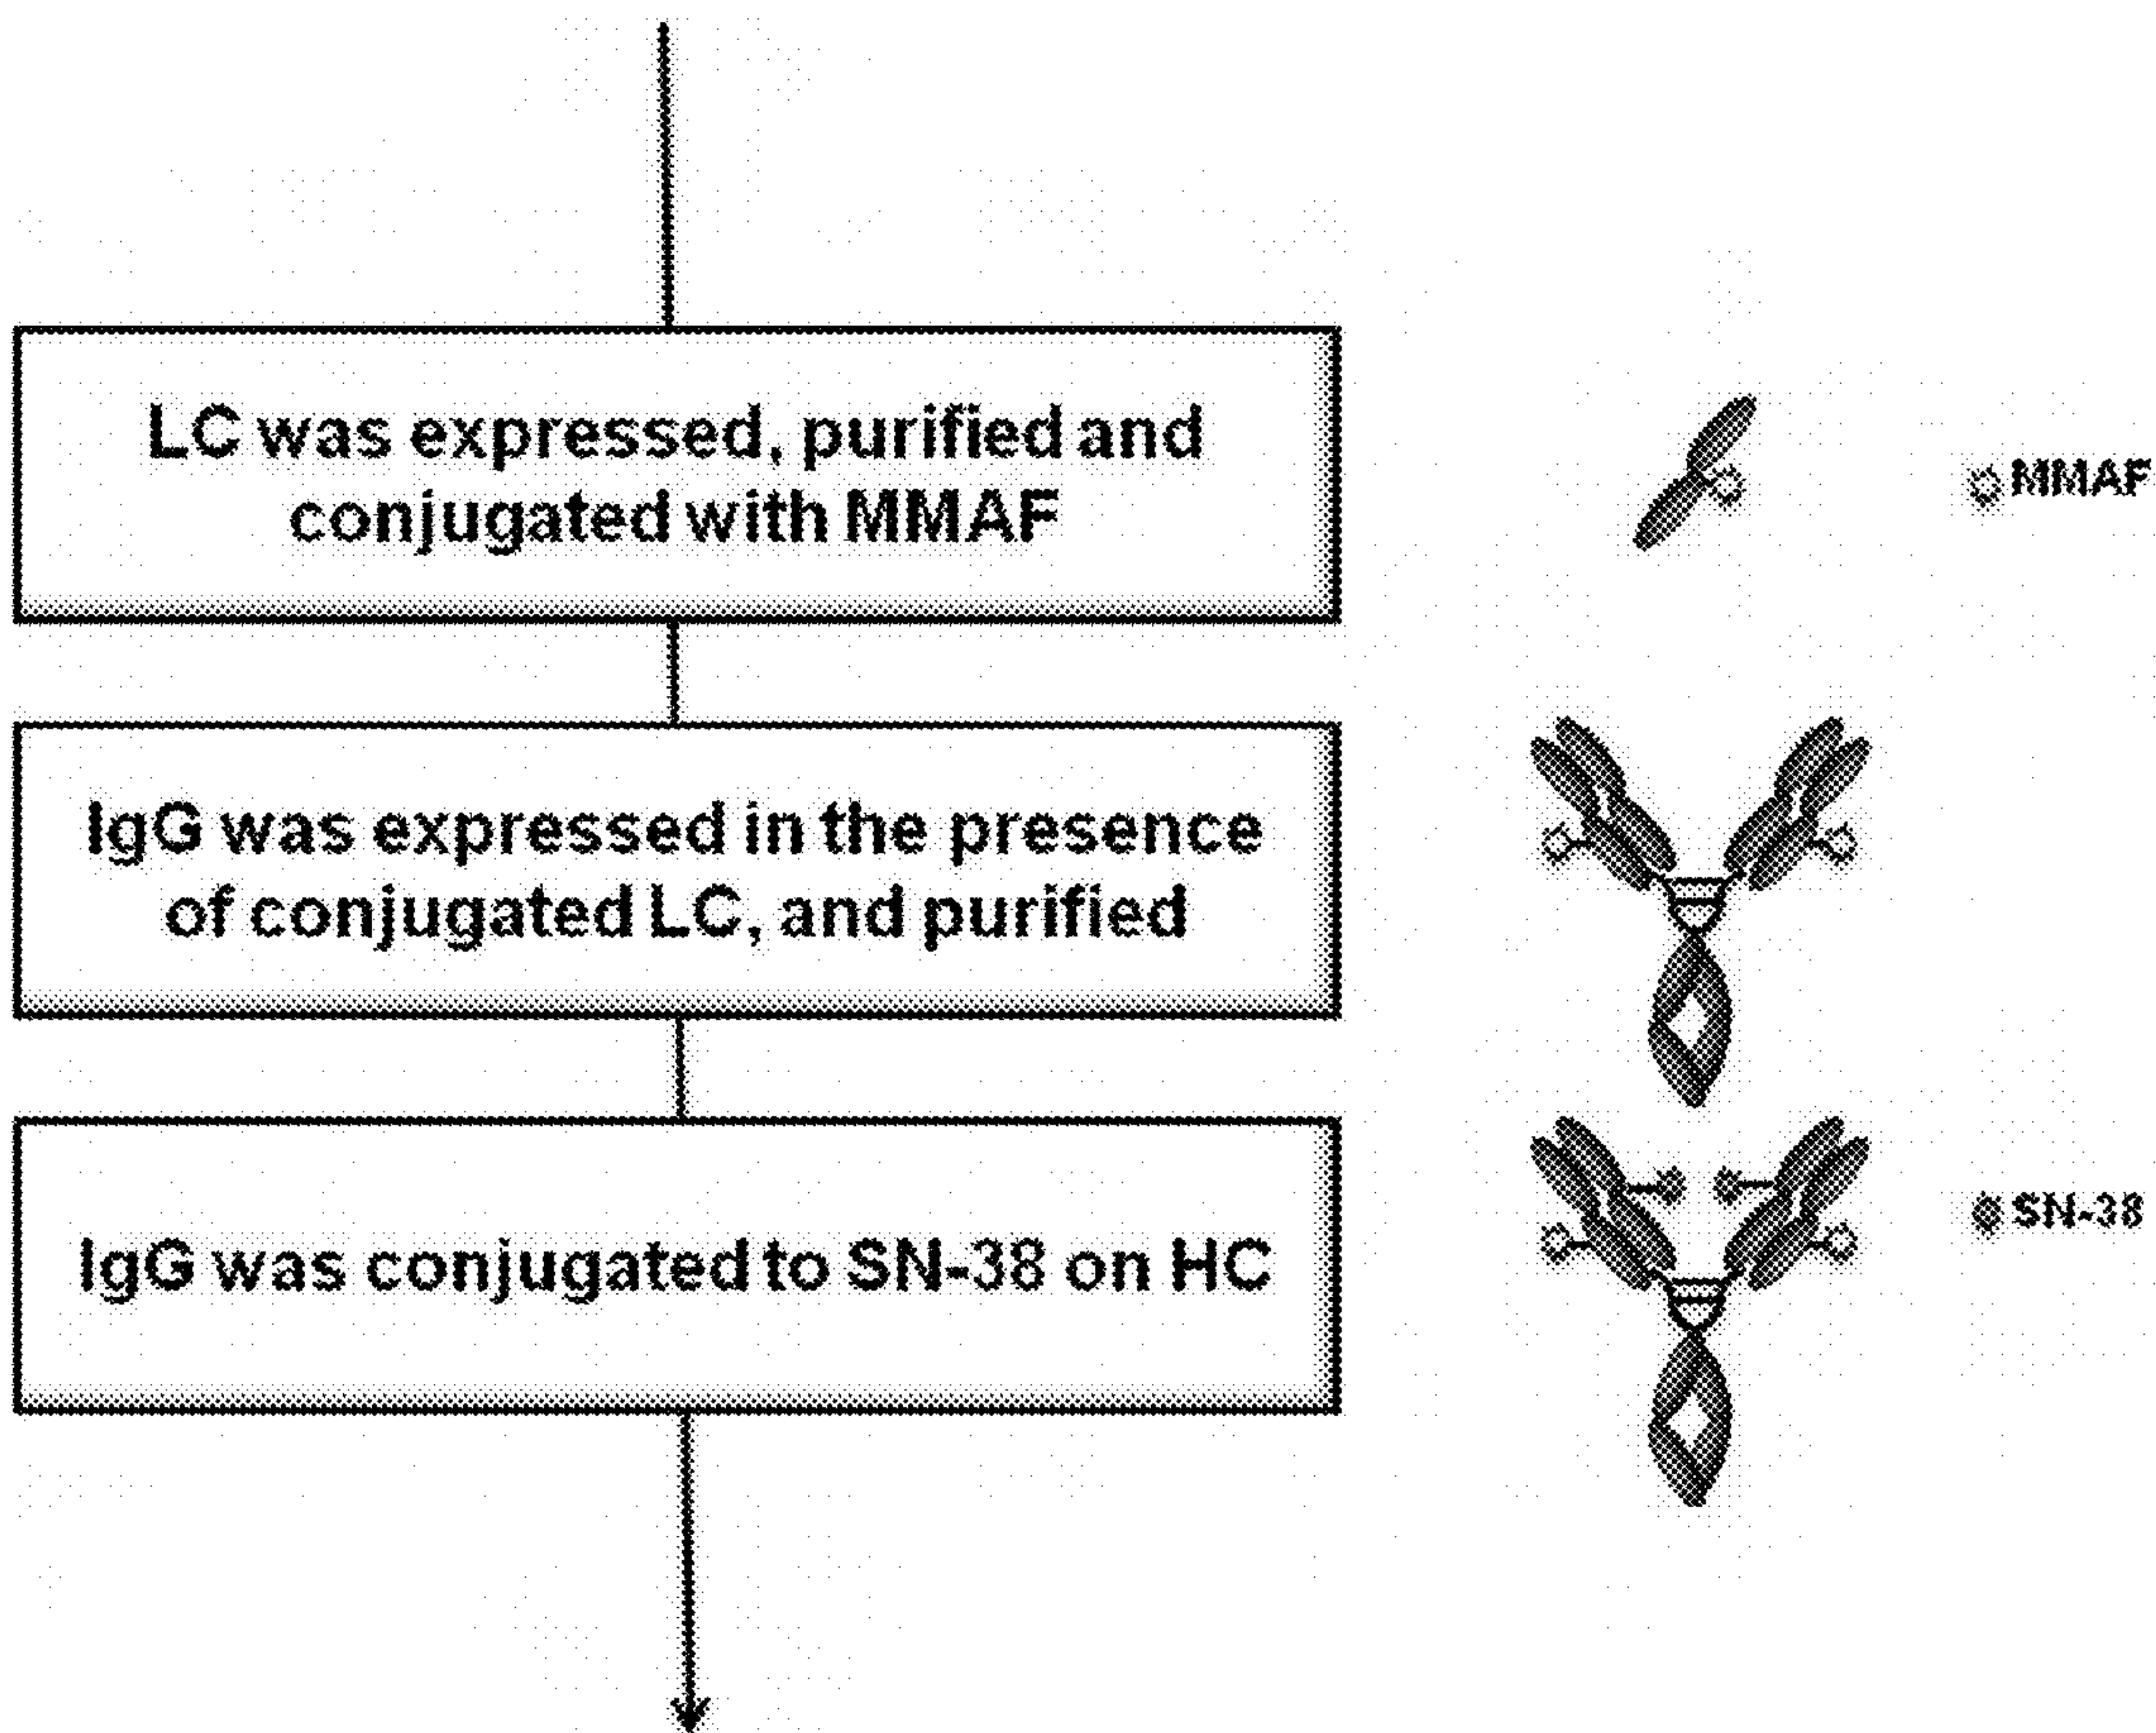 LC was expressed, purified and
conjugated with MMAF
MMAF
IgG was expressed in the presence
of conjugated LC, and purified
IgG was conjugated to SN-38 on HC
SN-38